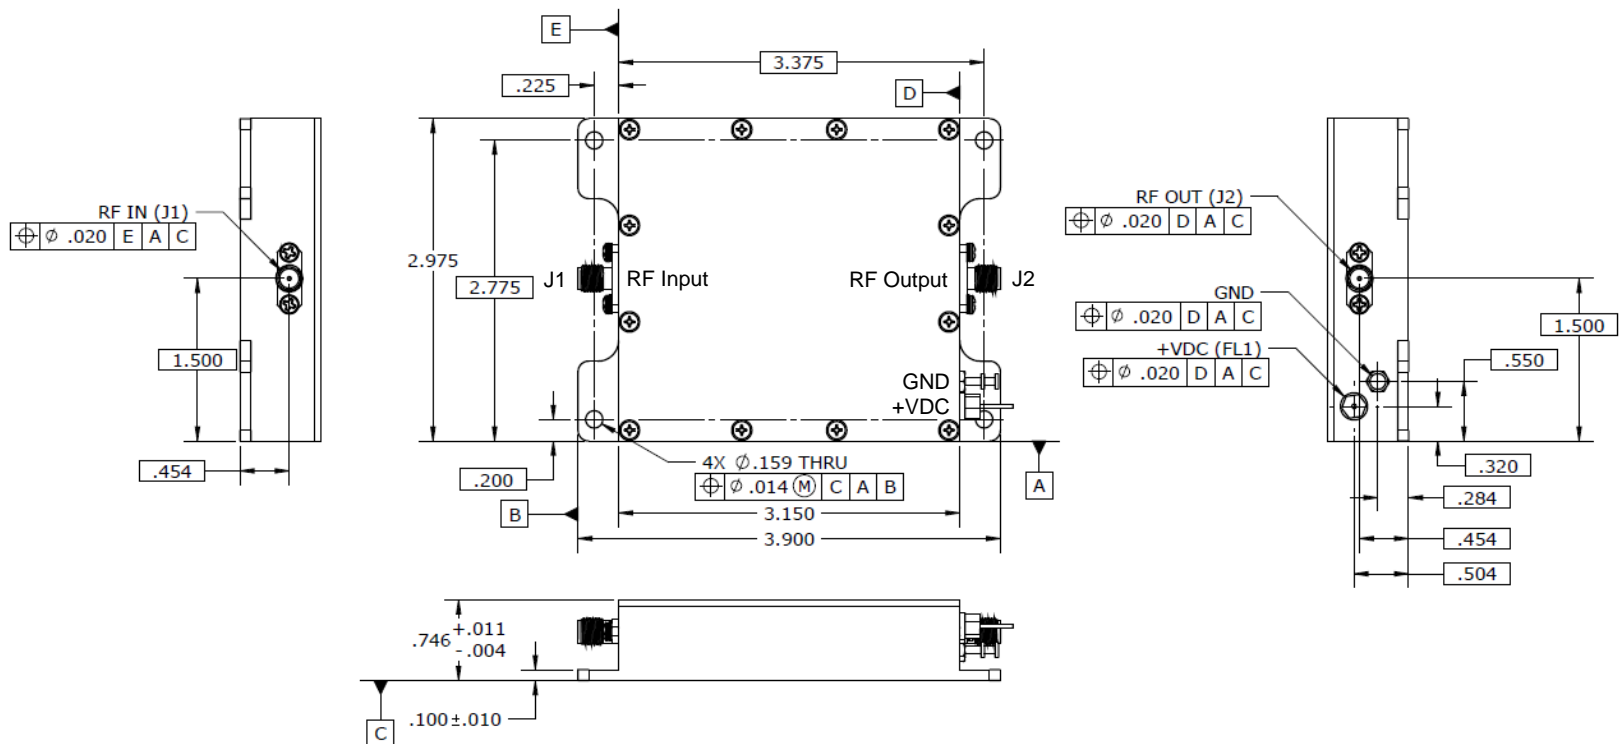 E
3.375
.225
D
RF IN (J1)
⌖ ⌀ .020 E A C
1.500
.454
2.975
2.775
J1 RF Input
RF Output J2
GND
+VDC
.200
4X ⌀.159 THRU
⌖ ⌀ .014 Ⓜ C A B
A
B
3.150
3.900
RF OUT (J2)
⌖ ⌀ .020 D A C
GND
⌖ ⌀ .020 D A C
+VDC (FL1)
⌖ ⌀ .020 D A C
1.500
.550
.320
.284
.454
.504
.746 +.011
-.004
.100±.010
C